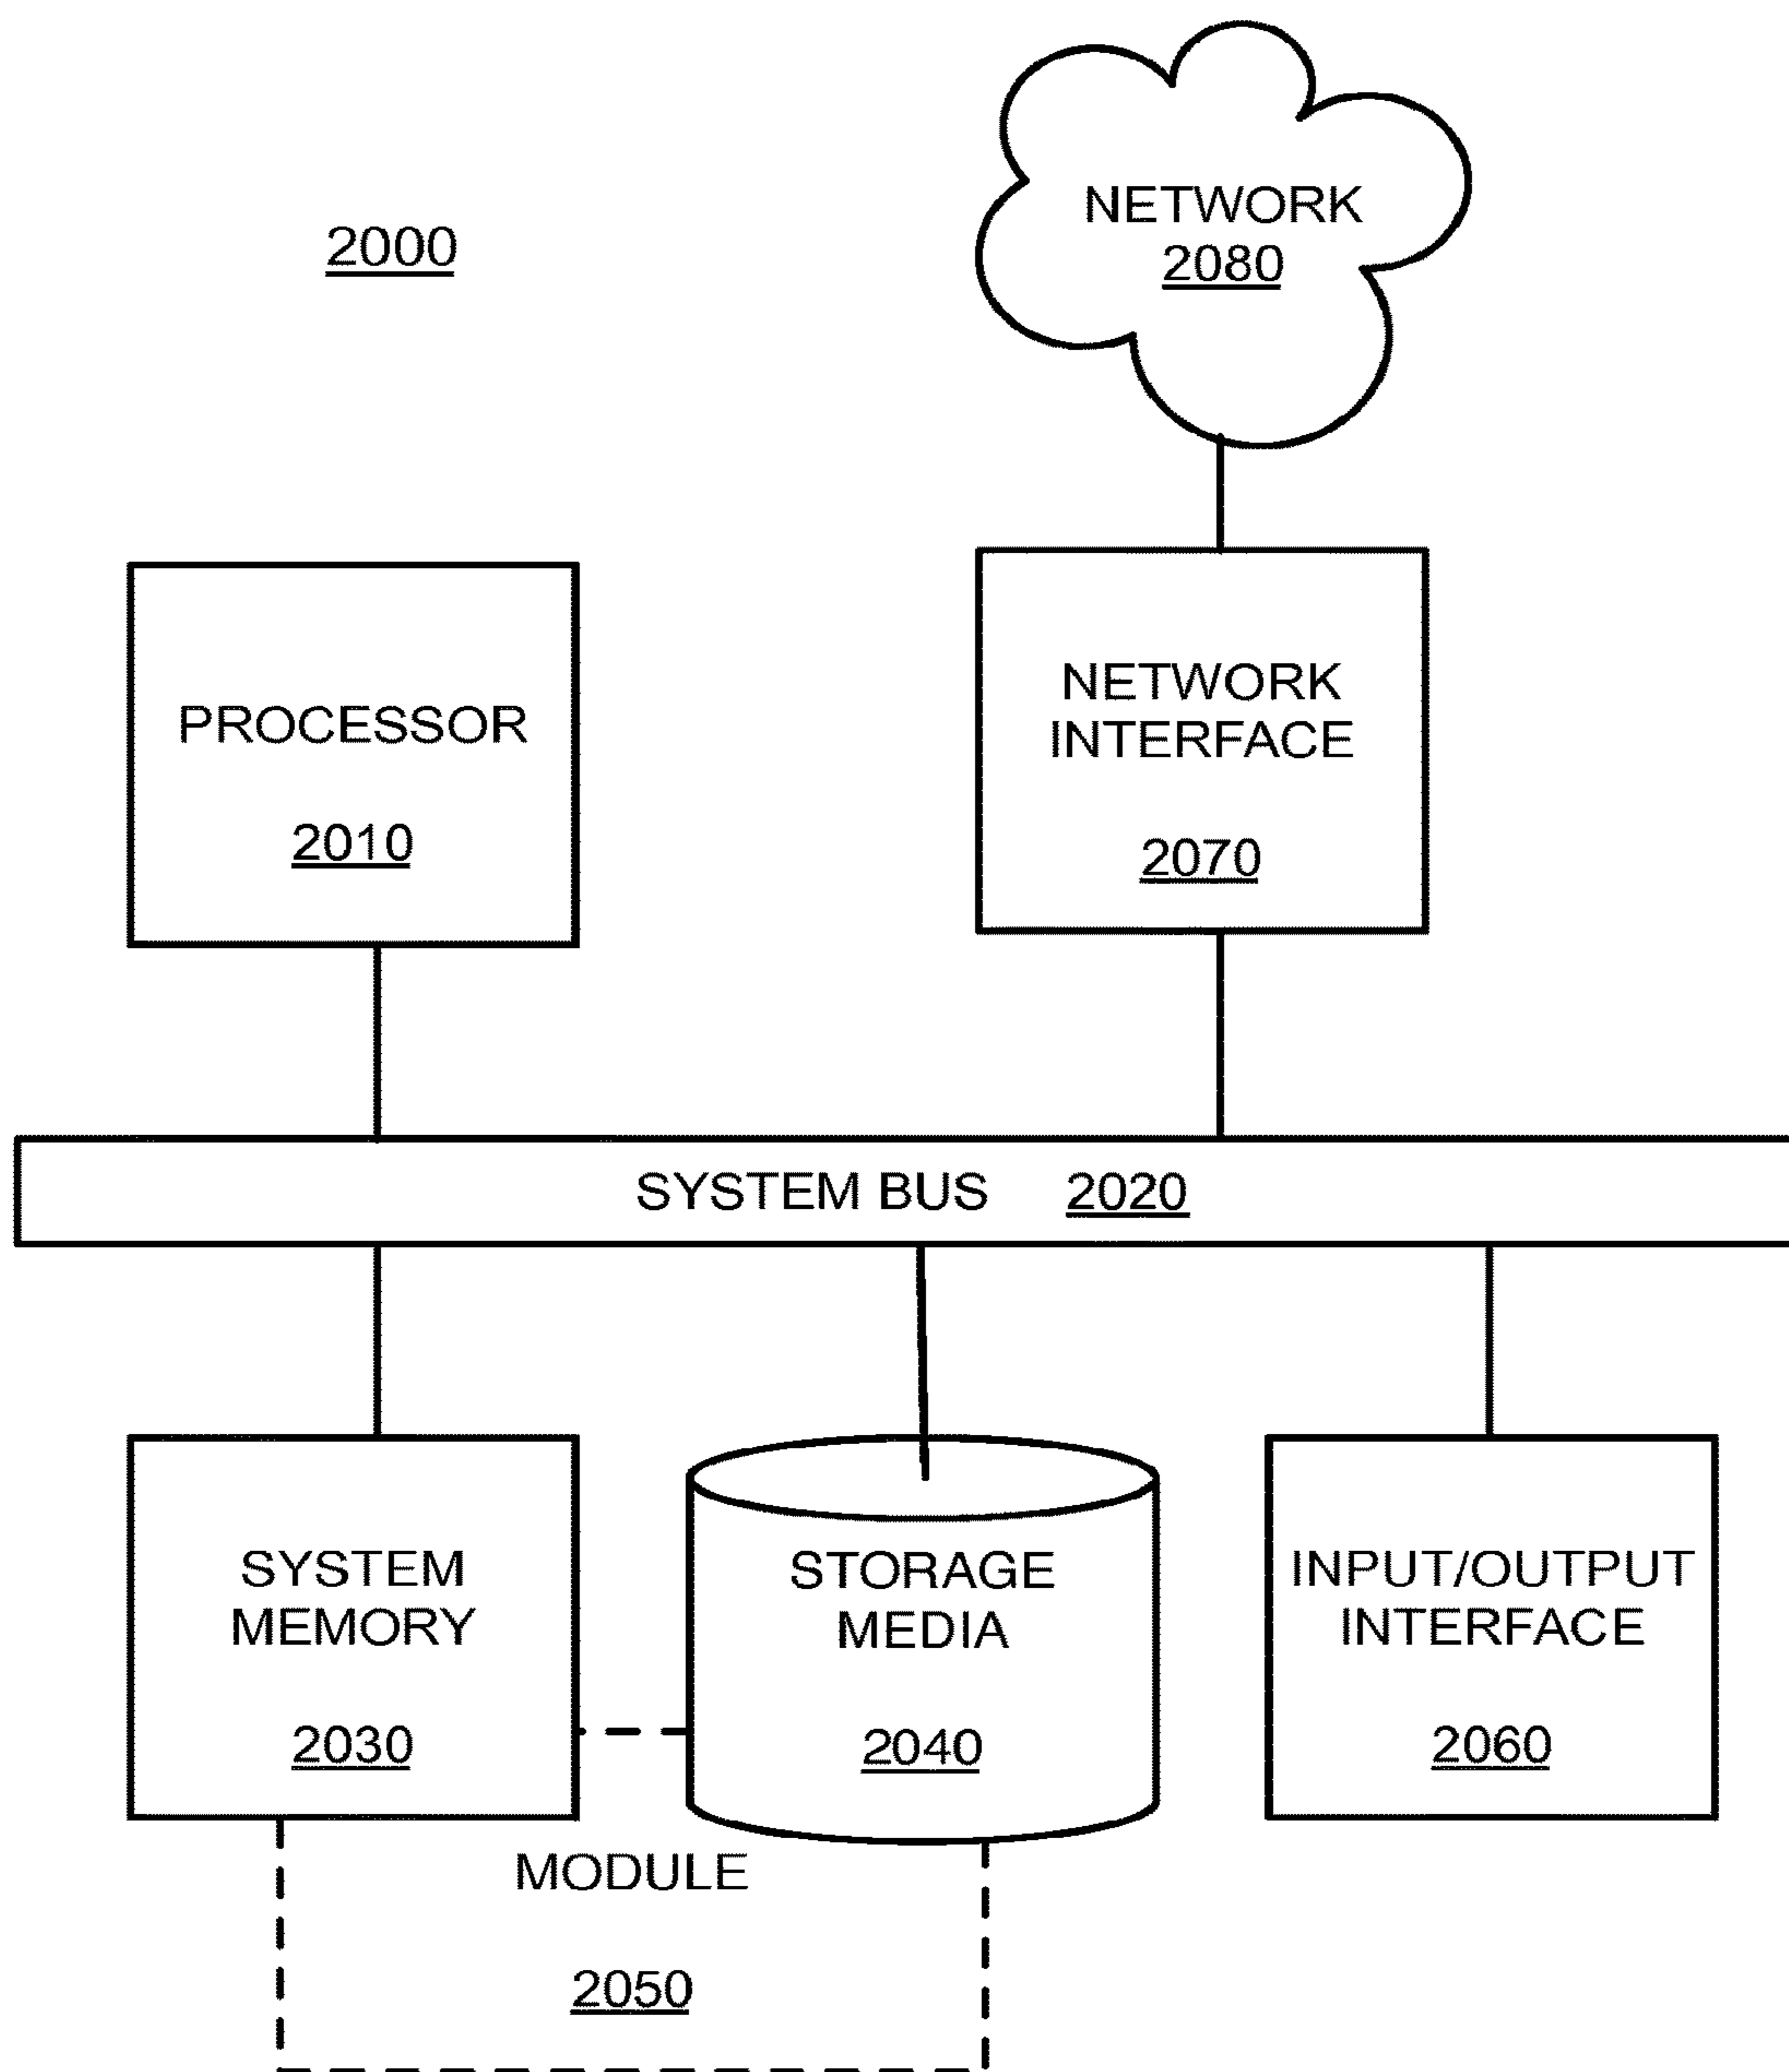 2000
NETWORK
2080
PROCESSOR
2010
NETWORK
INTERFACE
2070
SYSTEM BUS 2020
SYSTEM
MEMORY
2030
STORAGE
MEDIA
2040
INPUT/OUTPUT
INTERFACE
2060
MODULE
2050